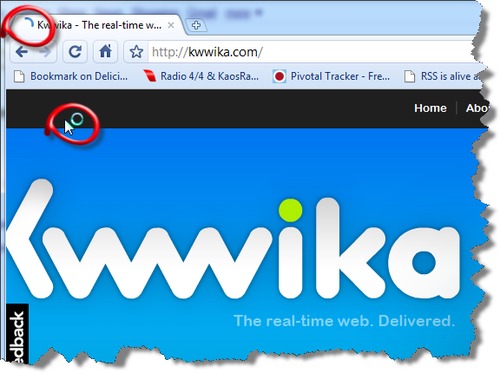 Kwwika - The real-time w...
http://kwwika.com/
Bookmark on Delici... Radio 4/4 & KaosRa... Pivotal Tracker - Fre... RSS is alive a
Home Abo
Kwwika
The real-time web. Delivered.
edback